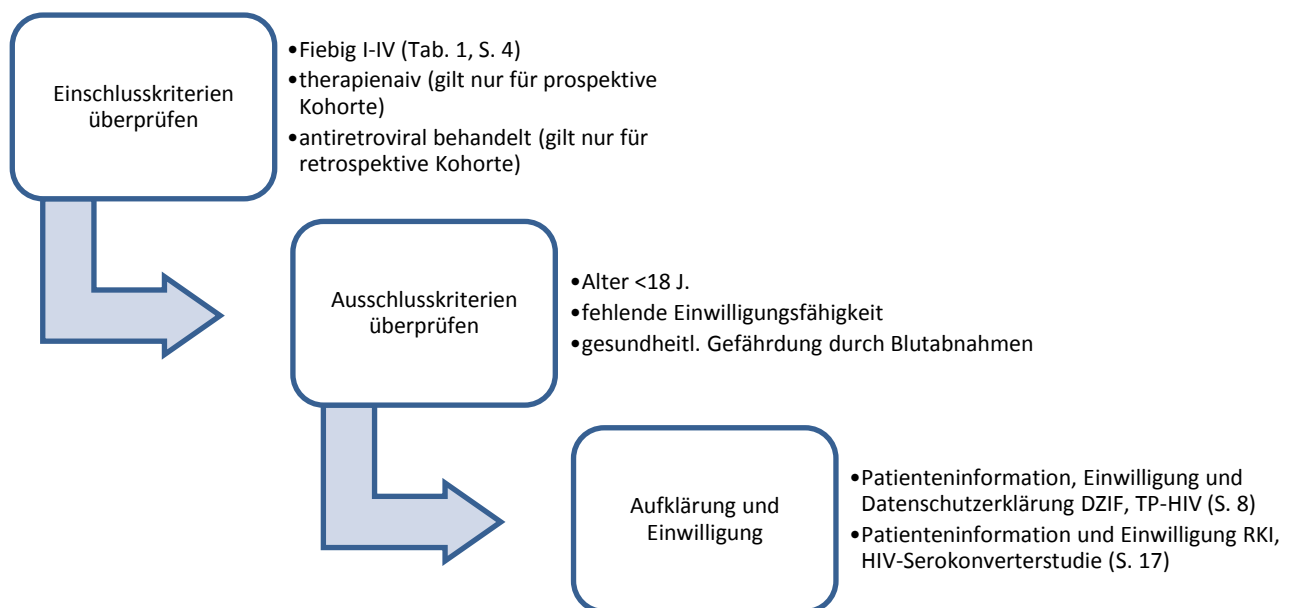 Einschlusskriterien
überprüfen
•Fiebig I-IV (Tab. 1, S. 4)
•therapienaiv (gilt nur für prospektive
Kohorte)
•antiretroviral behandelt (gilt nur für
retrospektive Kohorte)
Ausschlusskriterien
überprüfen
•Alter <18 J.
•fehlende Einwilligungsfähigkeit
•gesundheitl. Gefährdung durch Blutabnahmen
Aufklärung und
Einwilligung
•Patienteninformation, Einwilligung und
Datenschutzerklärung DZIF, TP-HIV (S. 8)
•Patienteninformation und Einwilligung RKI,
HIV-Serokonverterstudie (S. 17)